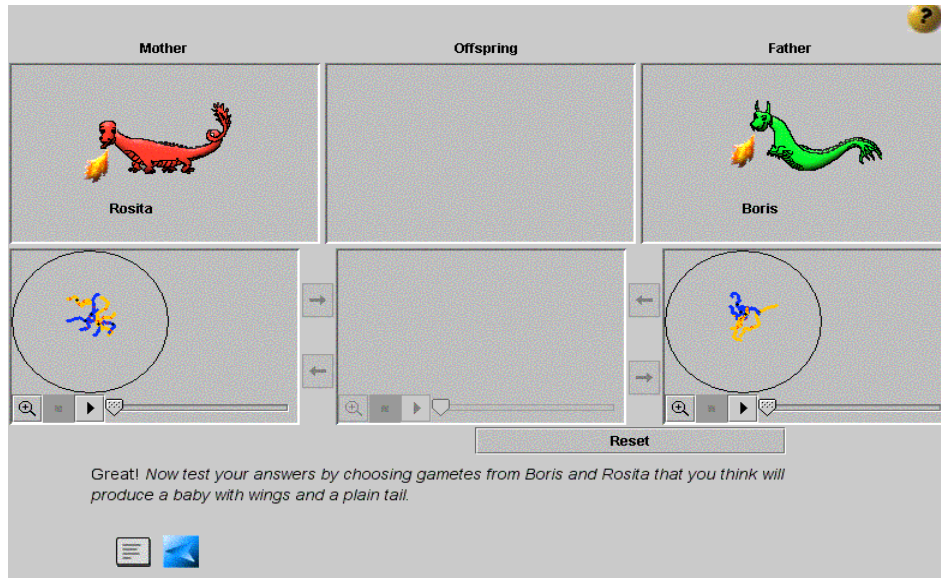 ?
Mother
Offspring
Father
Rosita
Boris
Reset
Great! Now test your answers by choosing gametes from Boris and Rosita that you think will
produce a baby with wings and a plain tail.